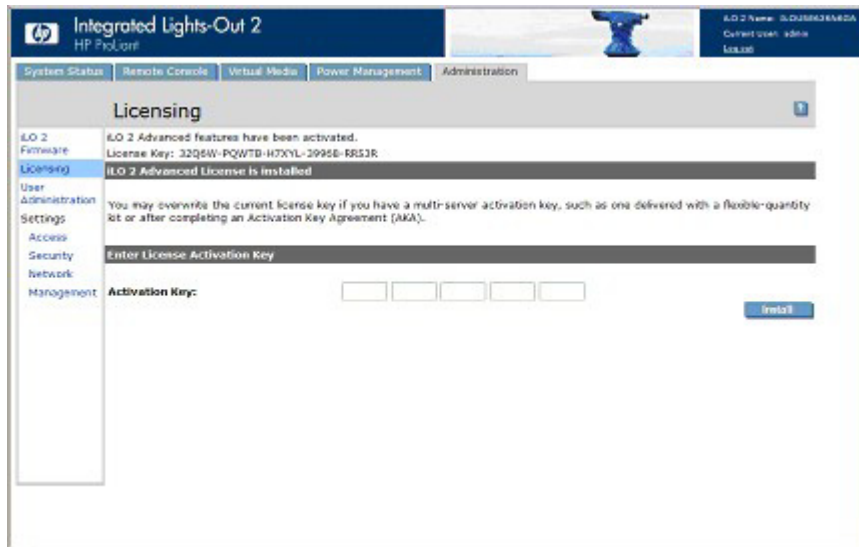 Integrated Lights-Out 2
HP ProLiant
Current User: admin
Log out
System Status
Remote Console
Virtual Media
Power Management
Administration
Licensing
iLO 2 Firmware
Licensing
User Administration
Settings
Access
Security
Network
Management
iLO 2 Advanced features have been activated.
License Key:
iLO 2 Advanced License is installed
You may overwrite the current license key if you have a multi-server activation key, such as one delivered with a flexible-quantity
kit or after completing an Activation Key Agreement (AKA).
Enter License Activation Key
Activation Key:
Install